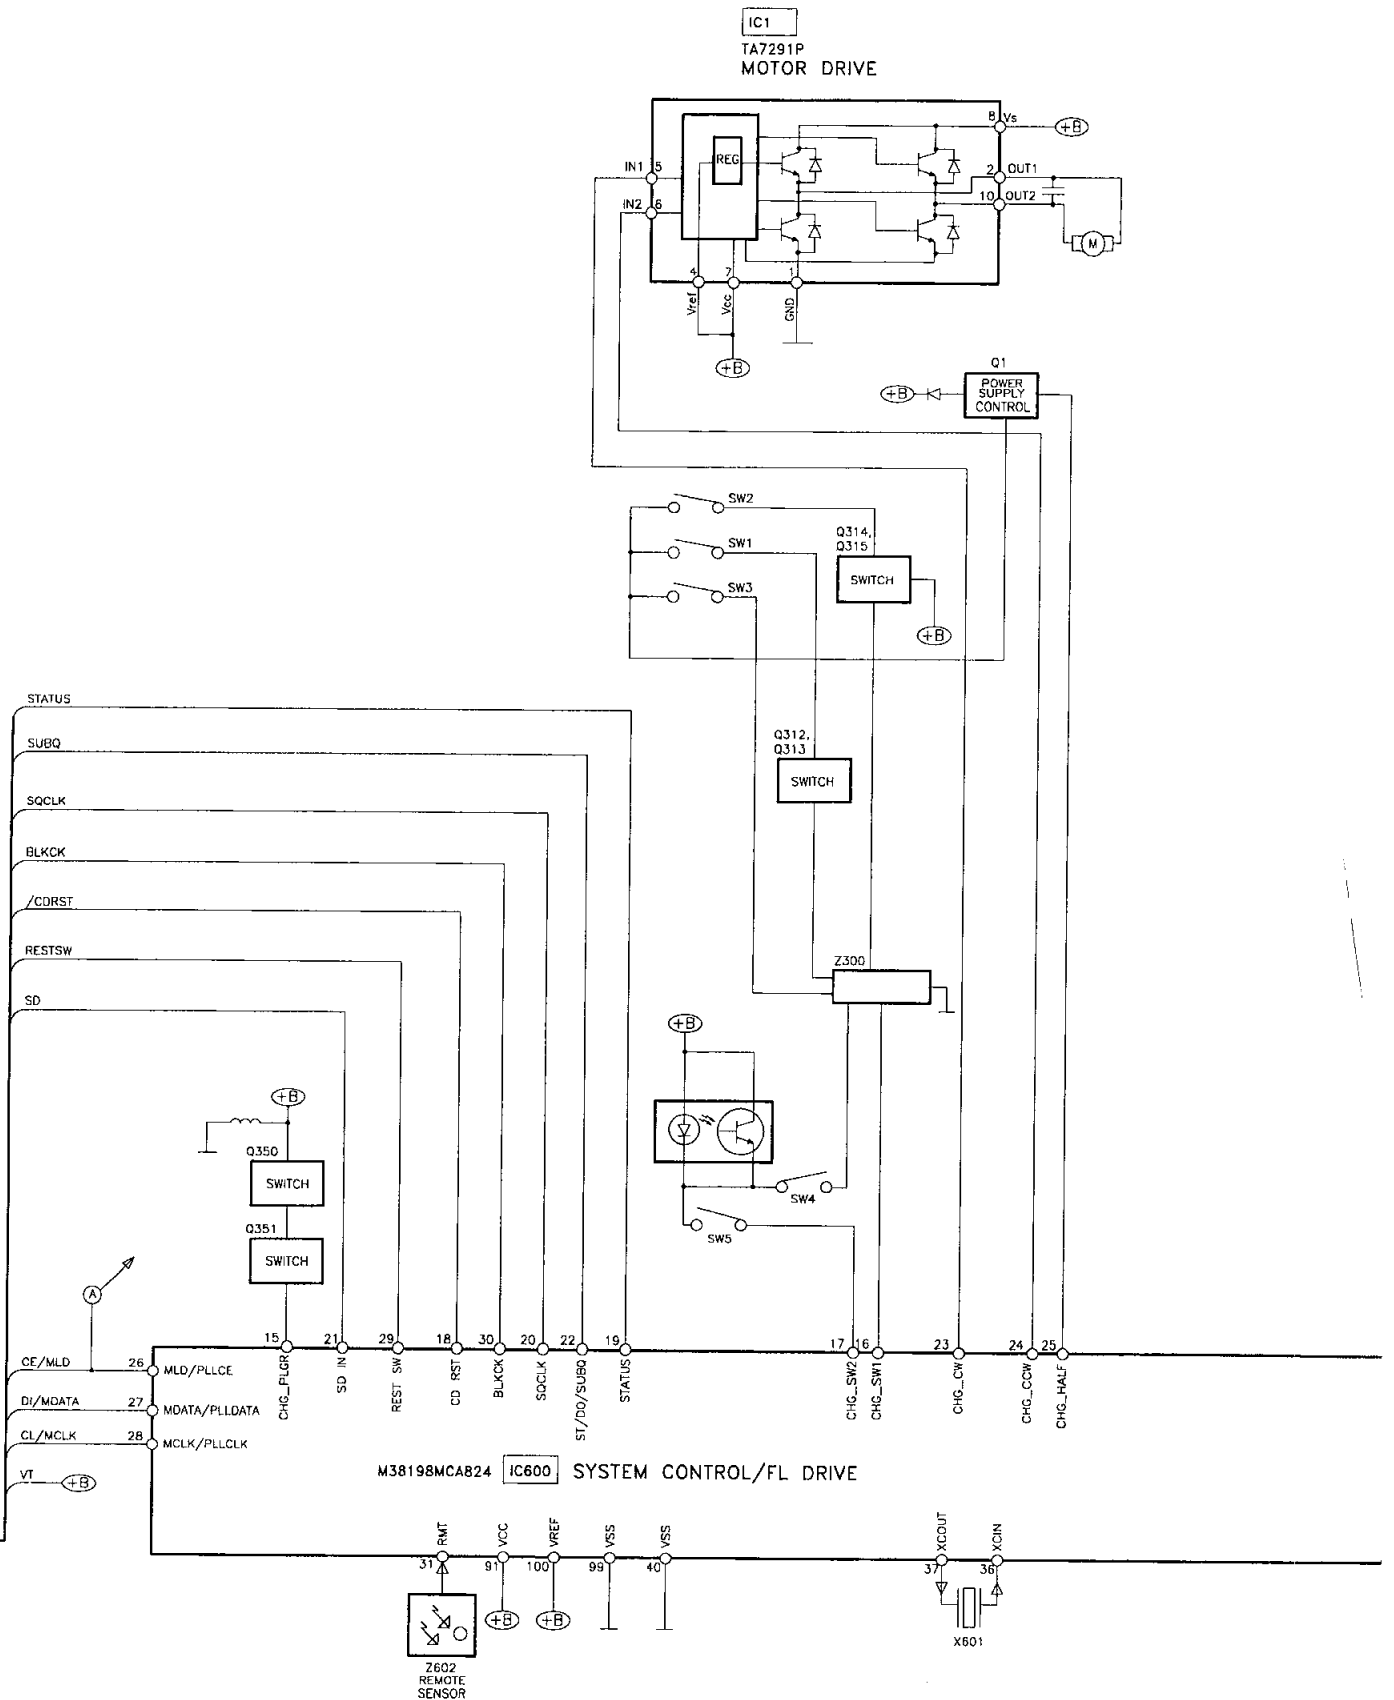 IC1
TA7291P
MOTOR DRIVE
8 Vs
+B
REG
IN1 5
2 OUT1
IN2 6
10 OUT2
M
4 7 1
Vref
Vcc
GND
+B
Q1
POWER
SUPPLY
CONTROL
+B
SW2
Q314,
Q315
SW1
SWITCH
SW3
+B
STATUS
SUBQ
Q312,
Q313
SWITCH
SQCLK
BLKCK
/CDRST
RESTSW
Z300
SD
+B
+B
Q350
SWITCH
SW4
Q351
SW5
SWITCH
A
15 21 29 18 30 20 22 19 17 16 23 24 25
CE/MLD 26 MLD/PLLCE
CHG_PLGR
SD IN
REST SW
CD RST
BLKCK
SQCLK
ST/DO/SUBQ
STATUS
CHG_SW2
CHG_SW1
CHG_CW
CHG_CCW
CHG_HALF
DI/MDATA 27 MDATA/PLLDATA
CL/MCLK 28 MCLK/PLLCLK
VT +B
M38198MCA824 IC600 SYSTEM CONTROL/FL DRIVE
RMT
VCC
VREF
VSS
VSS
XCOUT
XCIN
31 91 100 99 40 37 36
+B +B
X601
Z602
REMOTE
SENSOR